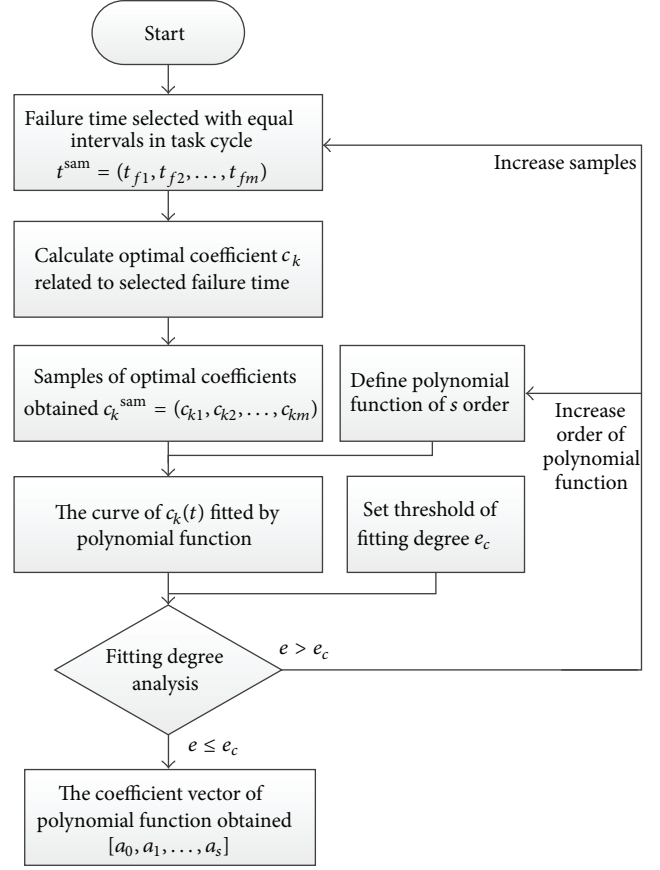 Start
Failure time selected with equal
intervals in task cycle
t^sam = (t_f1, t_f2, ..., t_fm)
Increase samples
Calculate optimal coefficient c_k
related to selected failure time
Samples of optimal coefficients
obtained c_k^sam = (c_k1, c_k2, ..., c_km)
Define polynomial
function of s order
Increase
order of
polynomial
function
The curve of c_k(t) fitted by
polynomial function
Set threshold of
fitting degree e_c
Fitting degree
analysis
e > e_c
e ≤ e_c
The coefficient vector of
polynomial function obtained
[a_0, a_1, ..., a_s]